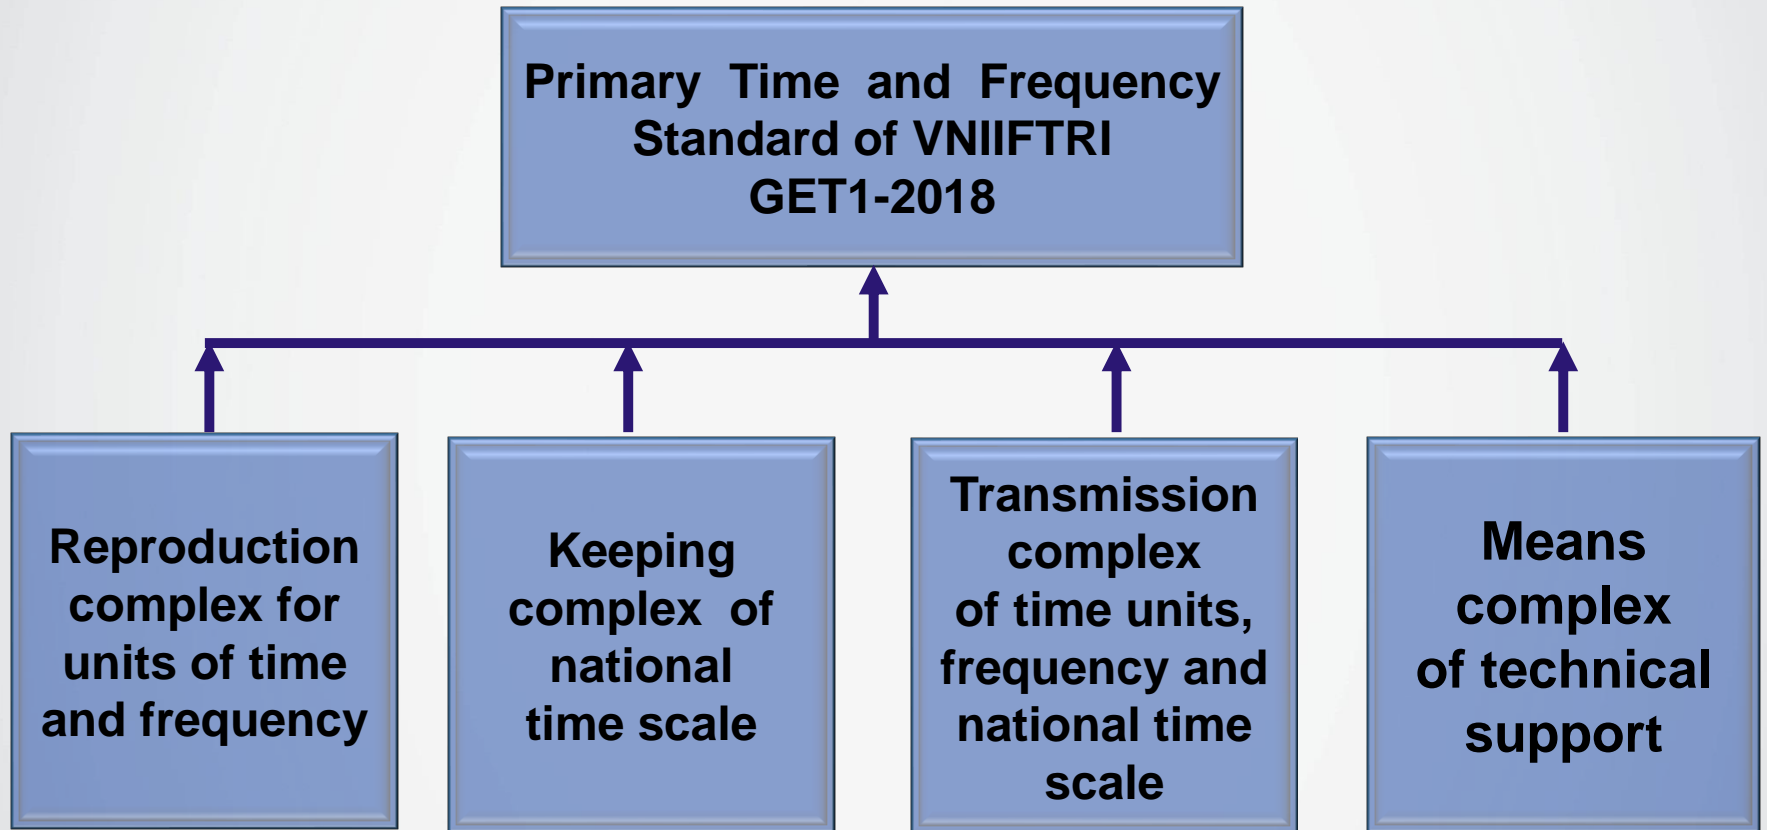 Primary Time and Frequency
Standard of VNIIFTRI
GET1-2018
Reproduction
complex for
units of time
and frequency
Keeping
complex of
national
time scale
Transmission
complex
of time units,
frequency and
national time
scale
Means
complex
of technical
support